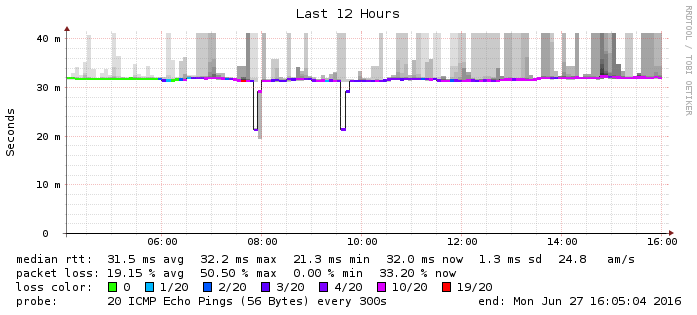 Last 12 Hours
RRDTOOL / TOBI OETIKER
Seconds
40 m
30 m
20 m
10 m
0
06:00 08:00 10:00 12:00 14:00 16:00
median rtt: 31.5 ms avg 32.2 ms max 21.3 ms min 32.0 ms now 1.3 ms sd 24.8 am/s
packet loss: 19.15 % avg 50.50 % max 0.00 % min 33.20 % now
loss color: 0 1/20 2/20 3/20 4/20 10/20 19/20
probe: 20 ICMP Echo Pings (56 Bytes) every 300s end: Mon Jun 27 16:05:04 2016